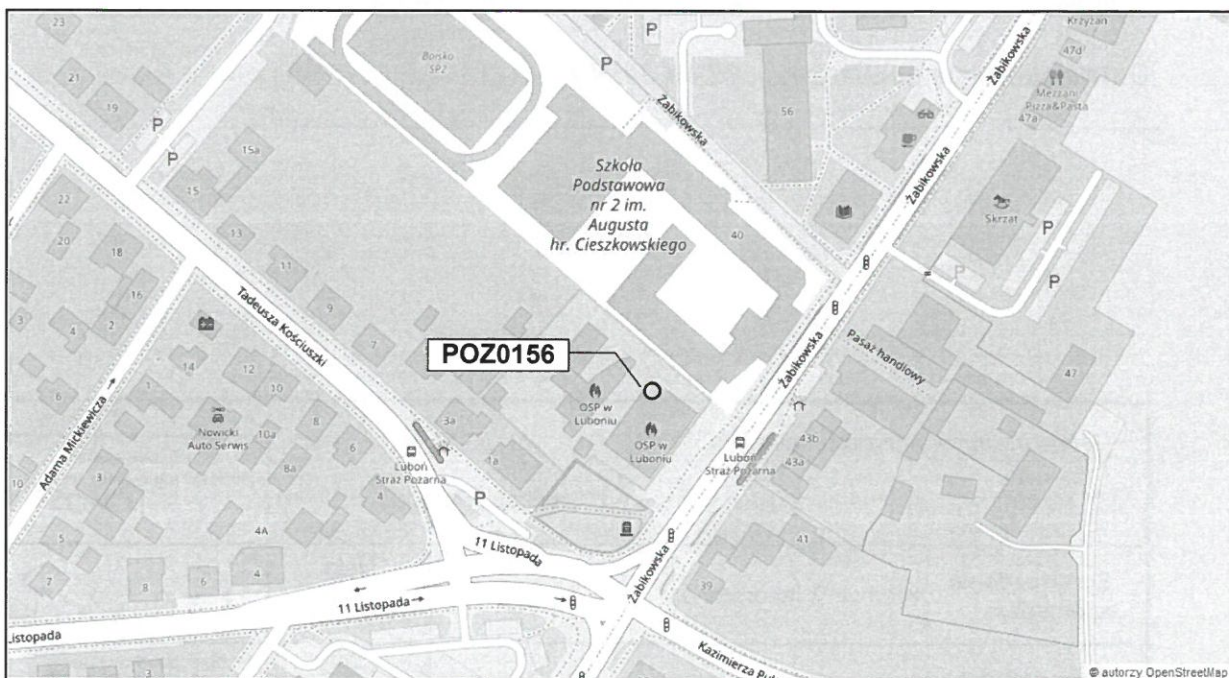 23
21
19
P
P
15a
15
13
11
9
7
Boisko
SP2
P
P
Żabikowska
56
Szkoła
Podstawowa
nr 2 im.
Augusta
hr. Cieszkowskiego
40
Krzyżan
47d
Mezzani
Pizza&Pasta
47a
Żabikowska
Żabikowska
Skrzat
P
P
P
Pasaż handlowy
47
22
20
18
16
3
4
2
Tadeusza Kościuszki
14
12
10
8
6
1
6
Adama Mickiewicza
Nowicki
Auto Serwis
10a
8a
3
10
5
7
4A
4
8
6
4
POZ0156
OSP w
Luboniu
OSP w
Luboniu
3a
1a
Luboń
Straż Pożarna
P
Żabikowska
43b
43a
Luboń
Straż Pożarna
41
39
11 Listopada
11 Listopada
Listopada
Żabikowska
Kazimierza Pu
3
© autorzy OpenStreetMap